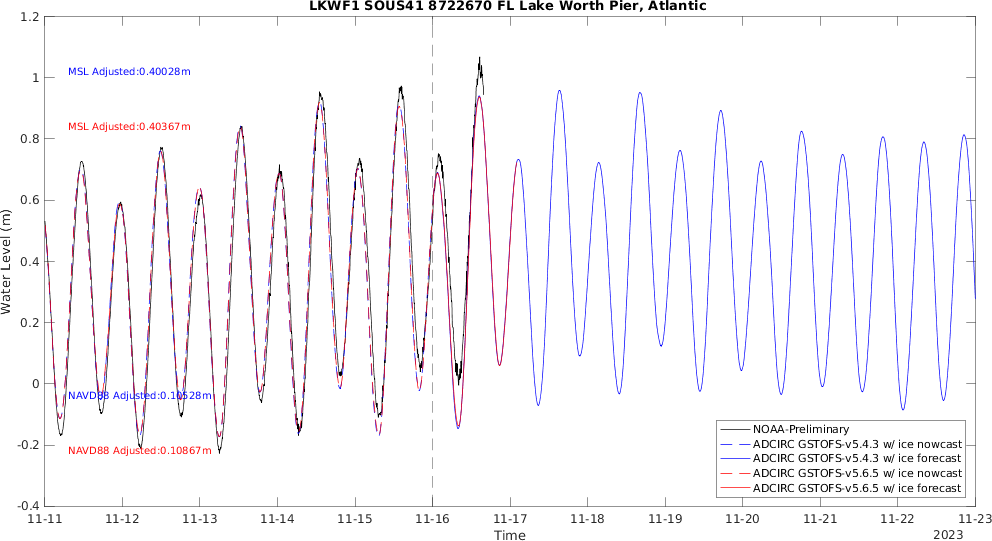 LKWF1 SOUS41 8722670 FL Lake Worth Pier, Atlantic
1.2
1
0.8
0.6
0.4
0.2
0
-0.2
-0.4
Water Level (m)
MSL Adjusted:0.40028m
MSL Adjusted:0.40367m
NAVD88 Adjusted:0.10528m
NAVD88 Adjusted:0.10867m
NOAA-Preliminary
ADCIRC GSTOFS-v5.4.3 w/ ice nowcast
ADCIRC GSTOFS-v5.4.3 w/ ice forecast
ADCIRC GSTOFS-v5.6.5 w/ ice nowcast
ADCIRC GSTOFS-v5.6.5 w/ ice forecast
11-11 11-12 11-13 11-14 11-15 11-16 11-17 11-18 11-19 11-20 11-21 11-22 11-23
Time
2023